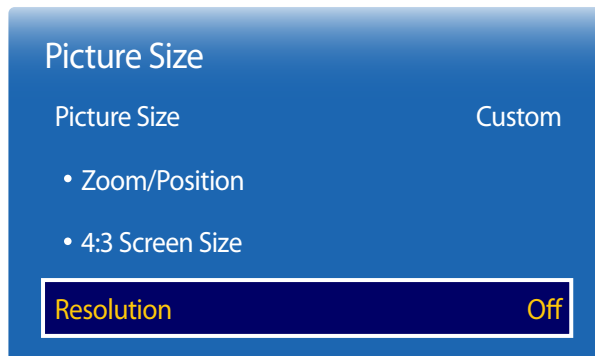 Picture Size
Picture Size Custom
• Zoom/Position
• 4:3 Screen Size
Resolution Off